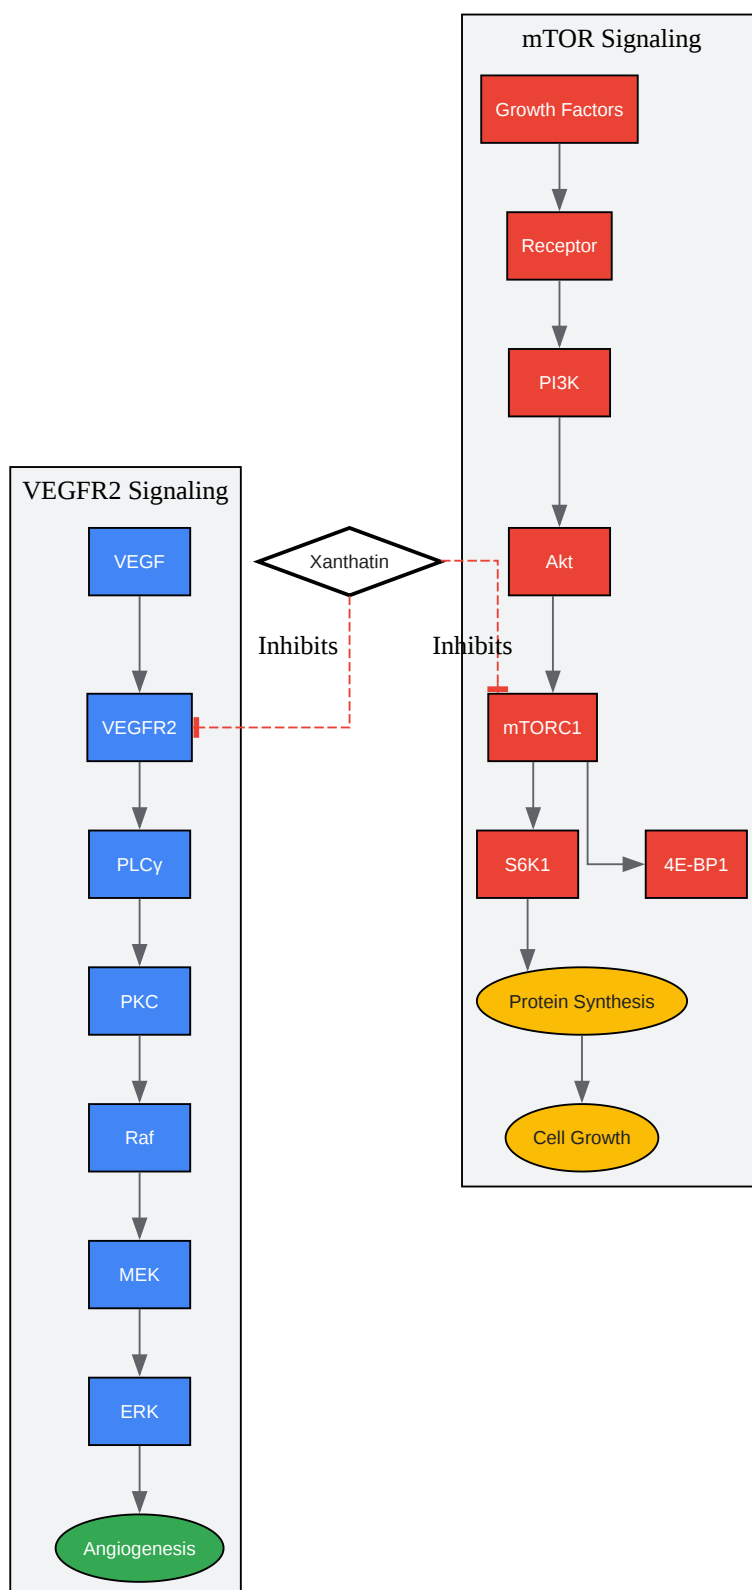 mTOR Signaling
Growth Factors
Receptor
PI3K
VEGFR2 Signaling
VEGF
Xanthatin
Akt
Inhibits
Inhibits
VEGFR2
mTORC1
PLCγ
S6K1
4E-BP1
PKC
Protein Synthesis
Raf
Cell Growth
MEK
ERK
Angiogenesis